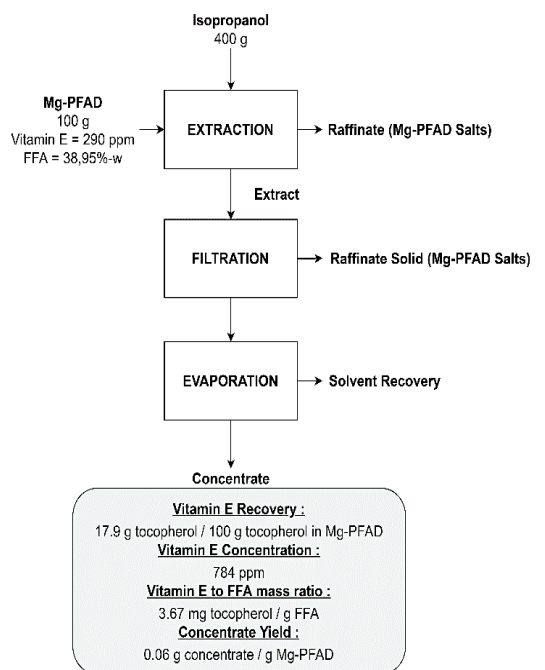 Isopropanol
400 g
Mg-PFAD
100 g
Vitamin E = 290 ppm
FFA = 38,95%-w
EXTRACTION
Raffinate (Mg-PFAD Salts)
Extract
FILTRATION
Raffinate Solid (Mg-PFAD Salts)
EVAPORATION
Solvent Recovery
Concentrate
Vitamin E Recovery :
17.9 g tocopherol / 100 g tocopherol in Mg-PFAD
Vitamin E Concentration :
784 ppm
Vitamin E to FFA mass ratio :
3.67 mg tocopherol / g FFA
Concentrate Yield :
0.06 g concentrate / g Mg-PFAD